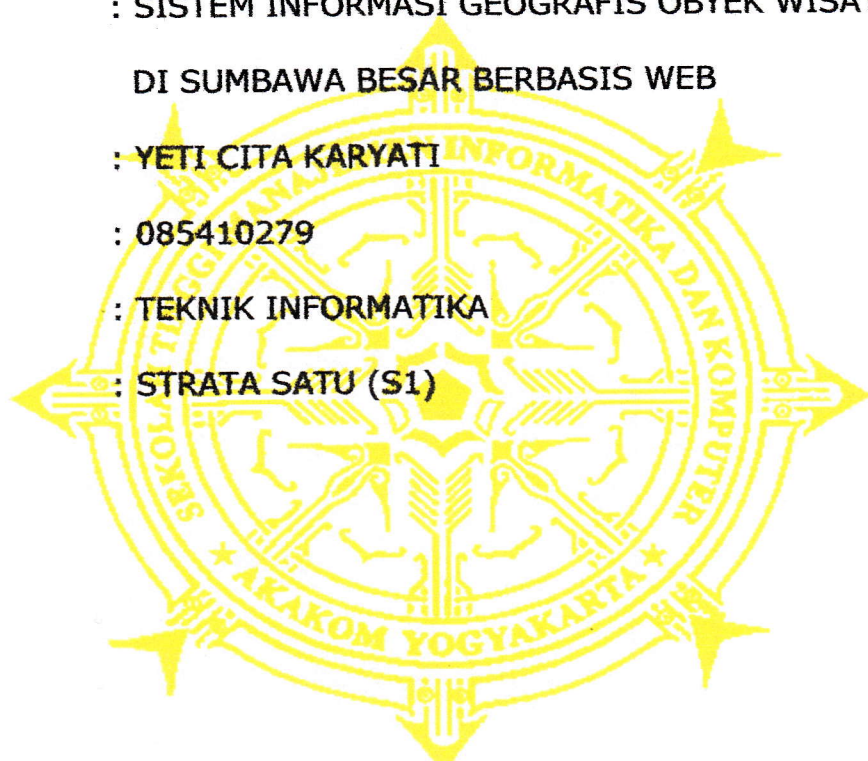 : SISTEM INFORMASI GEOGRAFIS OBYEK WISAT
DI SUMBAWA BESAR BERBASIS WEB
: YETI CITA KARYATI
: 085410279
: TEKNIK INFORMATIKA
: STRATA SATU (S1)
SEKOLAH TINGGI MANAJEMEN INFORMATIKA DAN KOMPUTER
* AKAKOM YOGYAKARTA *